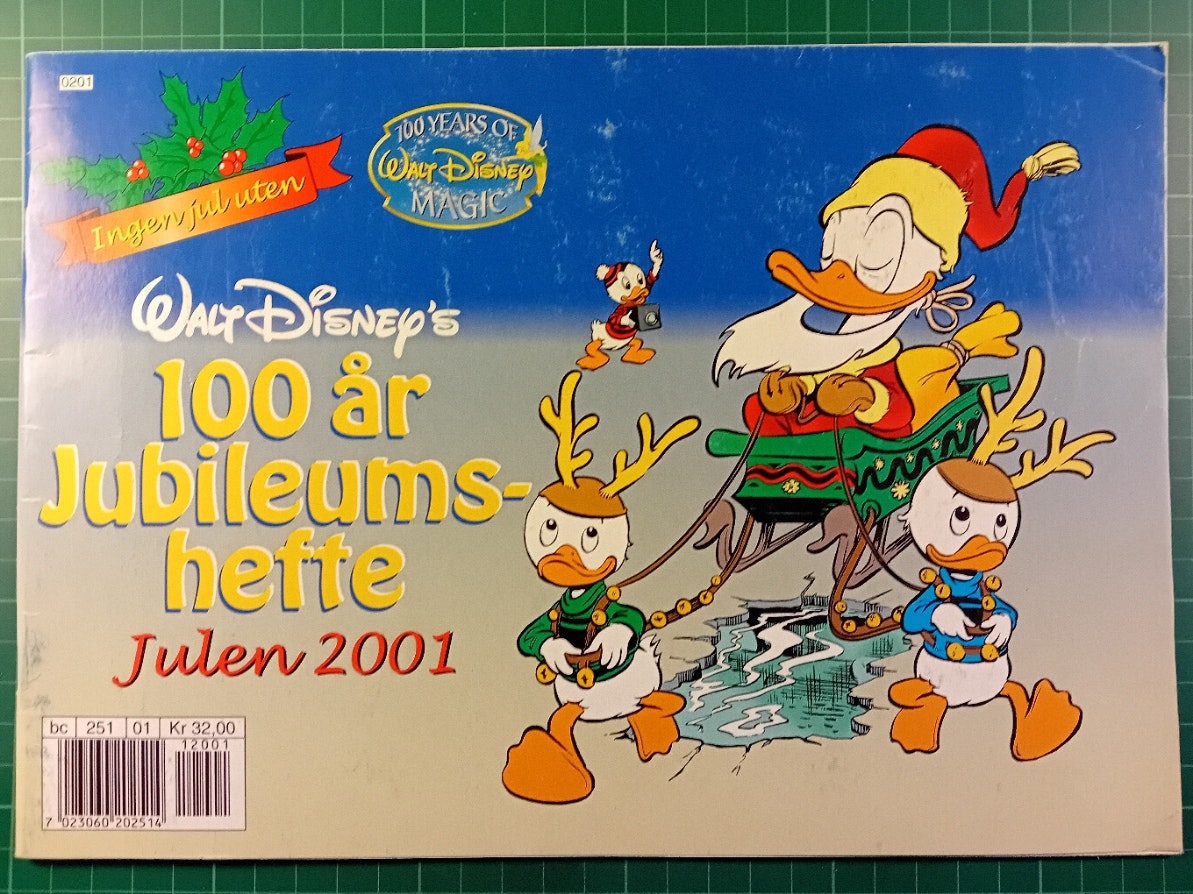 0201
Ingen jul uten
100 YEARS OF
WALT DISNEY
MAGIC
WALT DISNEY'S
100 år
Jubileums-
hefte
Julen 2001
bc 251 01 Kr 32,00
12001
7 023060 202514